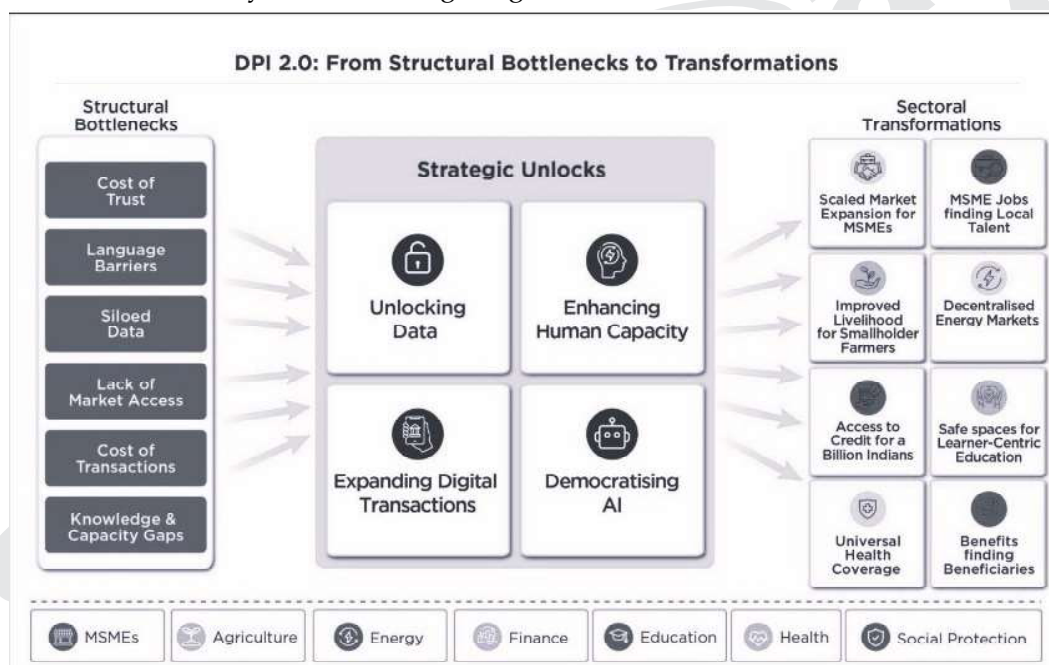 DPI 2.0: From Structural Bottlenecks to Transformations
Structural
Bottlenecks
Cost of
Trust
Language
Barriers
Siloed
Data
Lack of
Market Access
Cost of
Transactions
Knowledge &
Capacity Gaps
Strategic Unlocks
Unlocking
Data
Enhancing
Human Capacity
Expanding Digital
Transactions
Democratising
AI
Sectoral
Transformations
Scaled Market
Expansion for
MSMEs
MSME Jobs
finding Local
Talent
Improved
Livelihood
for Smallholder
Farmers
Decentralised
Energy Markets
Access to
Credit for a
Billion Indians
Safe spaces for
Learner-Centric
Education
Universal
Health
Coverage
Benefits
finding
Beneficiaries
MSMEs
Agriculture
Energy
Finance
Education
Health
Social Protection